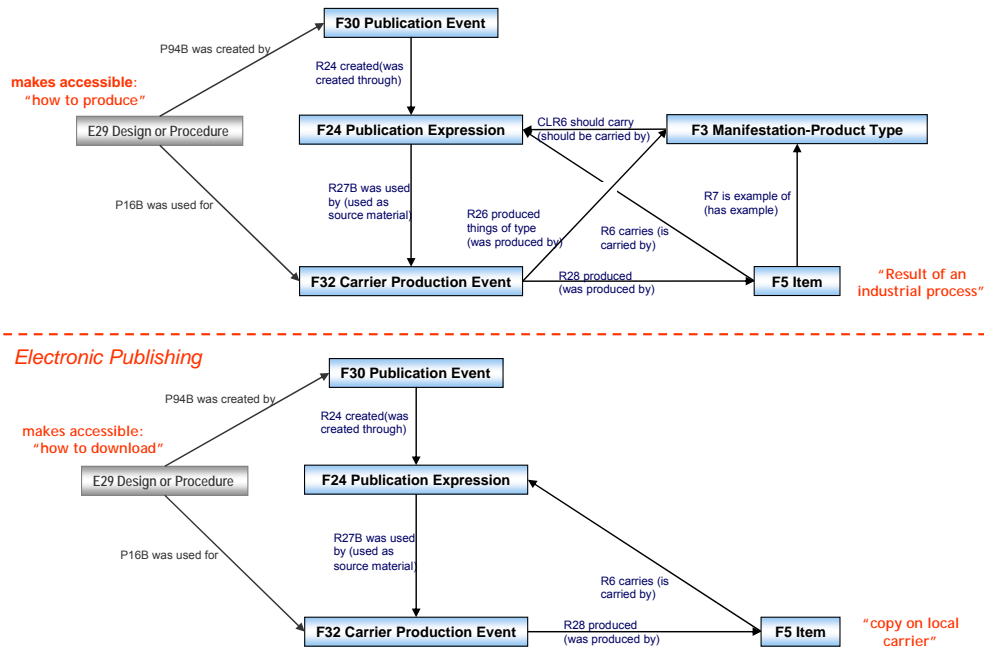 F30 Publication Event
P94B was created by
R24 created(was
created through)
makes accessible:
"how to produce"
E29 Design or Procedure
F24 Publication Expression
CLR6 should carry
(should be carried by)
F3 Manifestation-Product Type
R27B was used
by (used as
source material)
R7 is example of
(has example)
P16B was used for
R26 produced
things of type
(was produced by)
R6 carries (is
carried by)
F32 Carrier Production Event
R28 produced
(was produced by)
F5 Item
"Result of an
industrial process"
Electronic Publishing
F30 Publication Event
P94B was created by
R24 created(was
created through)
makes accessible:
"how to download"
E29 Design or Procedure
F24 Publication Expression
R27B was used
by (used as
source material)
P16B was used for
R6 carries (is
carried by)
F32 Carrier Production Event
R28 produced
(was produced by)
F5 Item
"copy on local
carrier"